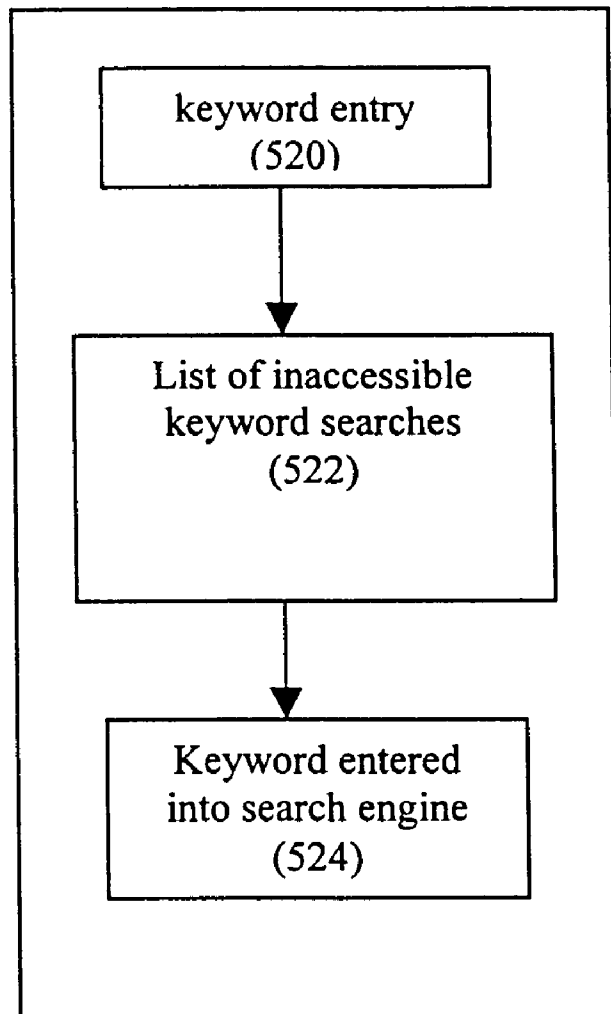 keyword entry
(520)
List of inaccessible
keyword searches
(522)
Keyword entered
into search engine
(524)